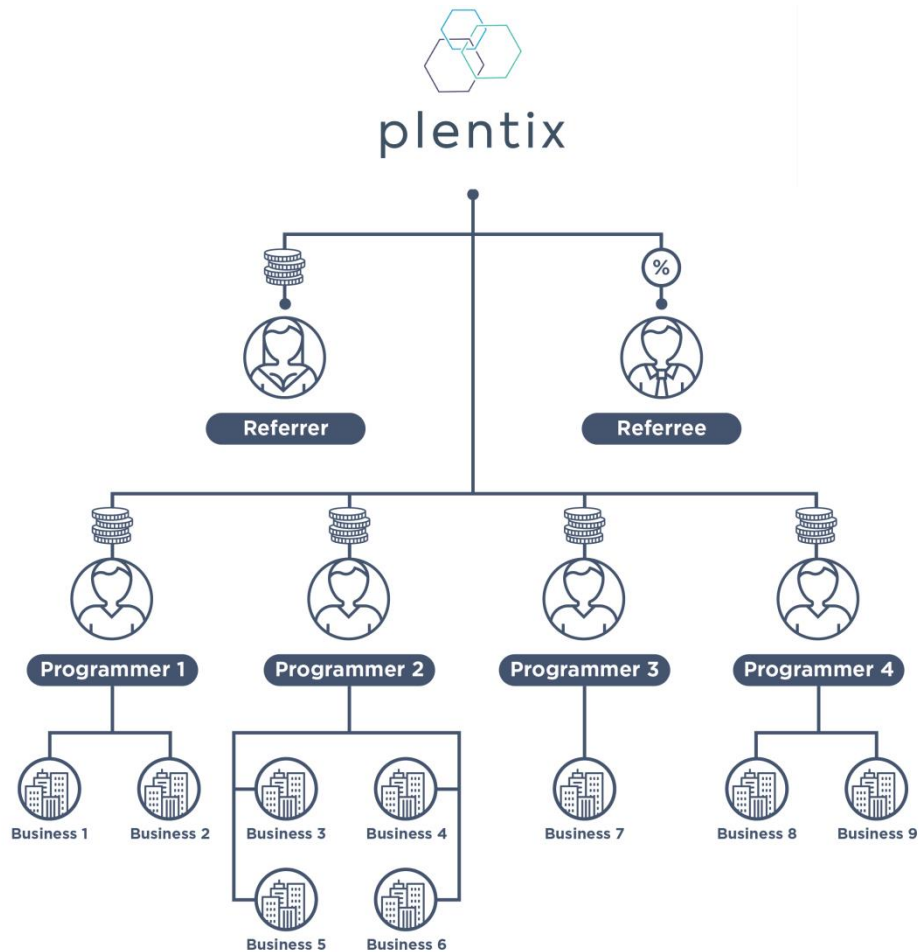 plentix
%
Referrer
Referree
Programmer 1
Programmer 2
Programmer 3
Programmer 4
Business 1
Business 2
Business 3
Business 4
Business 7
Business 8
Business 9
Business 5
Business 6